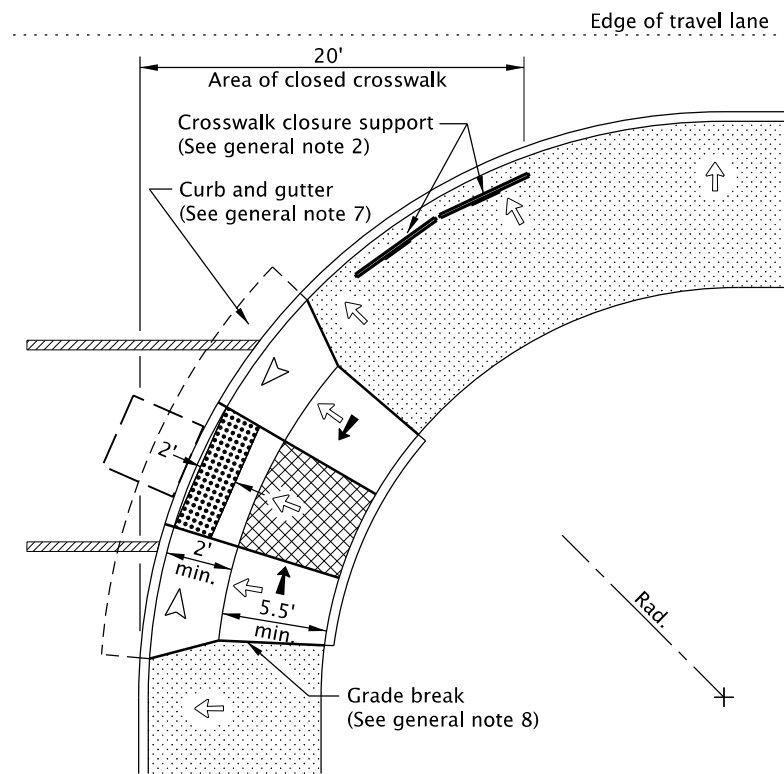 Edge of travel lane
20'
Area of closed crosswalk
Crosswalk closure support
(See general note 2)
Curb and gutter
(See general note 7)
2'
2'
min.
5.5'
min.
Rad.
Grade break
(See general note 8)